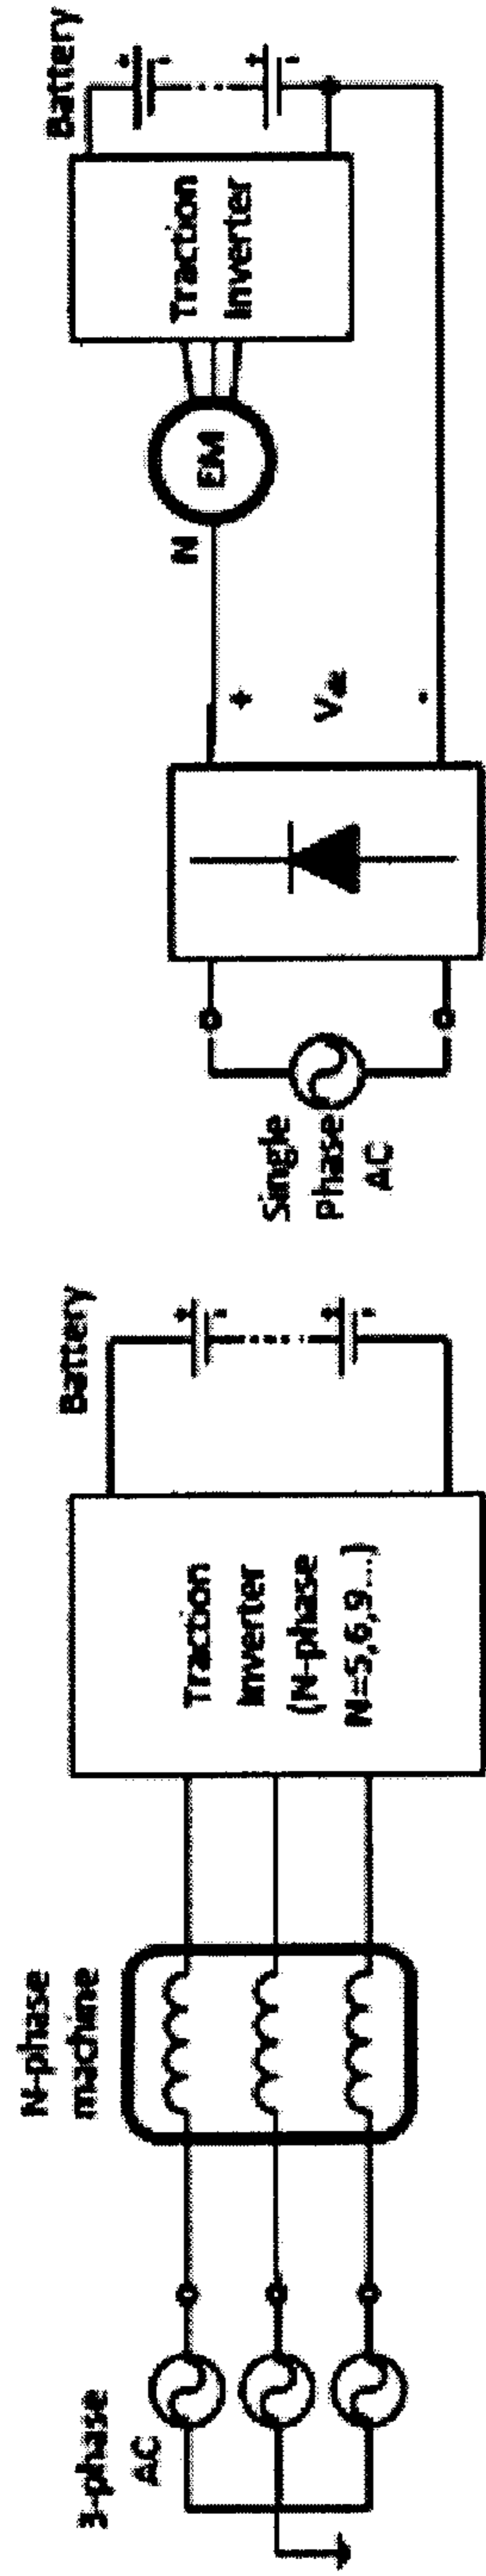 3-phase
AC
N-phase
machine
Traction
Inverter
(N-phase
N=5,6,9...)
Battery
+
-
+
-
Single
Phase
AC
+
-
N
EM
Traction
Inverter
Battery
+
-
+
-